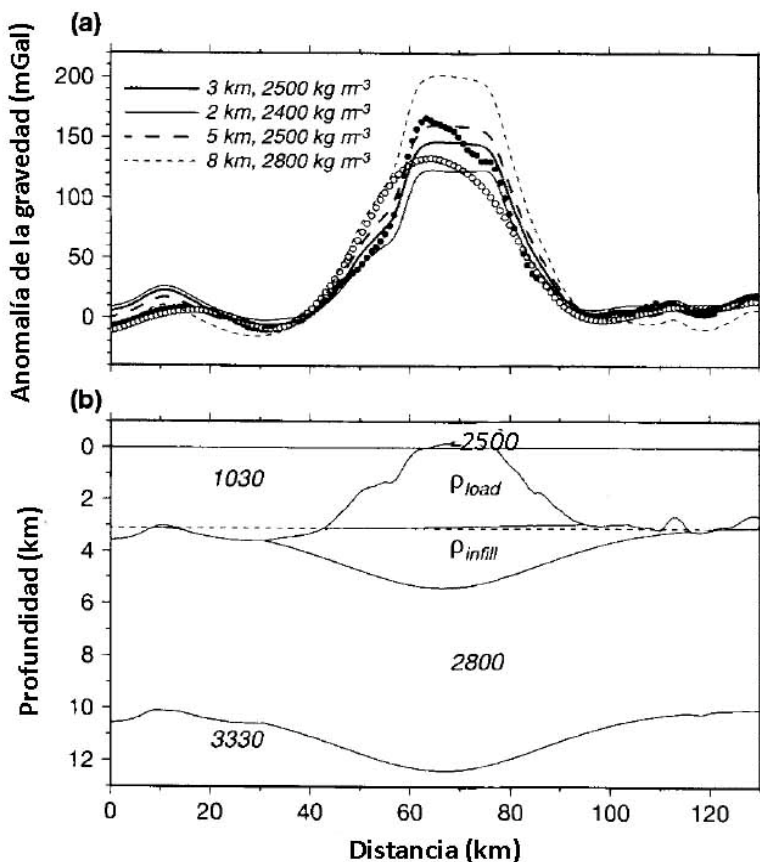 (a)
Anomalía de la gravedad (mGal)
200
150
100
50
0
3 km, 2500 kg m⁻³
2 km, 2400 kg m⁻³
5 km, 2500 kg m⁻³
8 km, 2800 kg m⁻³
(b)
Profundidad (km)
0
2
4
6
8
10
12
2500
1030
ρload
ρinfill
2800
3330
0 20 40 60 80 100 120
Distancia (km)